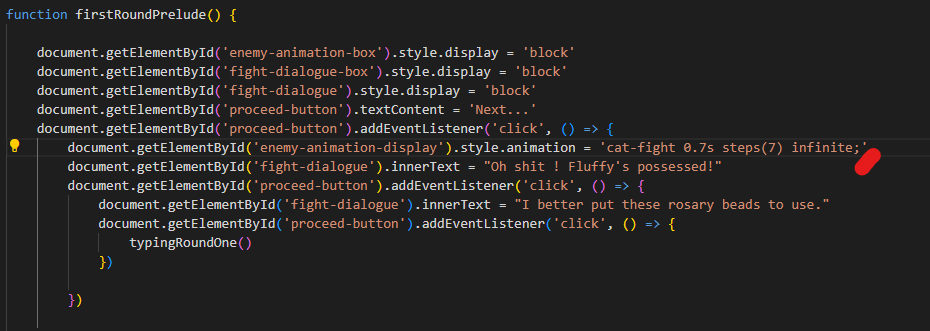 function firstRoundPrelude() {
document.getElementById('enemy-animation-box').style.display = 'block'
document.getElementById('fight-dialogue-box').style.display = 'block'
document.getElementById('fight-dialogue').style.display = 'block'
document.getElementById('proceed-button').textContent = 'Next...'
document.getElementById('proceed-button').addEventListener('click', () => {
document.getElementById('enemy-animation-display').style.animation = 'cat-fight 0.7s steps(7) infinite;'
document.getElementById('fight-dialogue').innerText = "Oh shit ! Fluffy's possessed!"
document.getElementById('proceed-button').addEventListener('click', () => {
document.getElementById('fight-dialogue').innerText = "I better put these rosary beads to use."
document.getElementById('proceed-button').addEventListener('click', () => {
typingRoundOne()
})
})